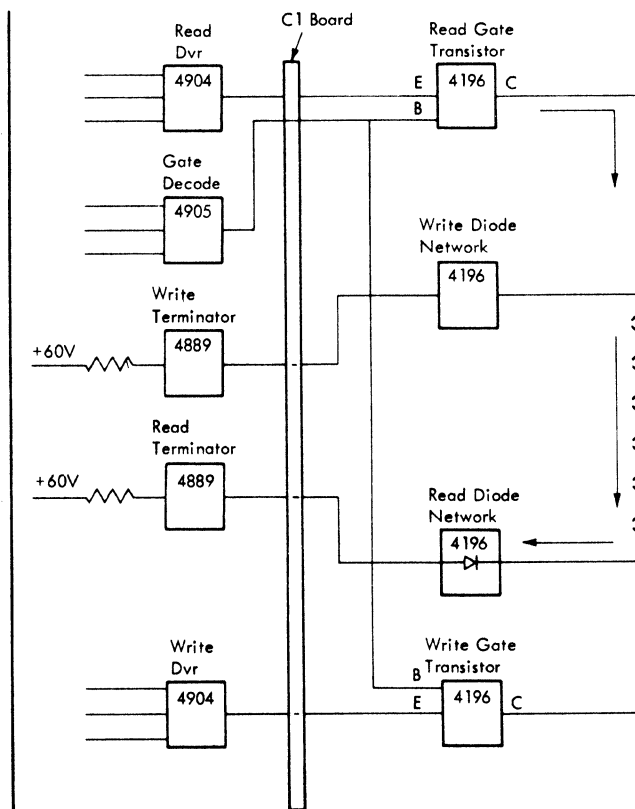 C1 Board
Read
Dvr
4904
Read Gate
Transistor
E
B
4196
C
Gate
Decode
4905
Write Diode
Network
4196
Write
Terminator
+60V
4889
Read
Terminator
+60V
4889
Read Diode
Network
4196
Write
Dvr
4904
Write Gate
Transistor
B
E
4196
C